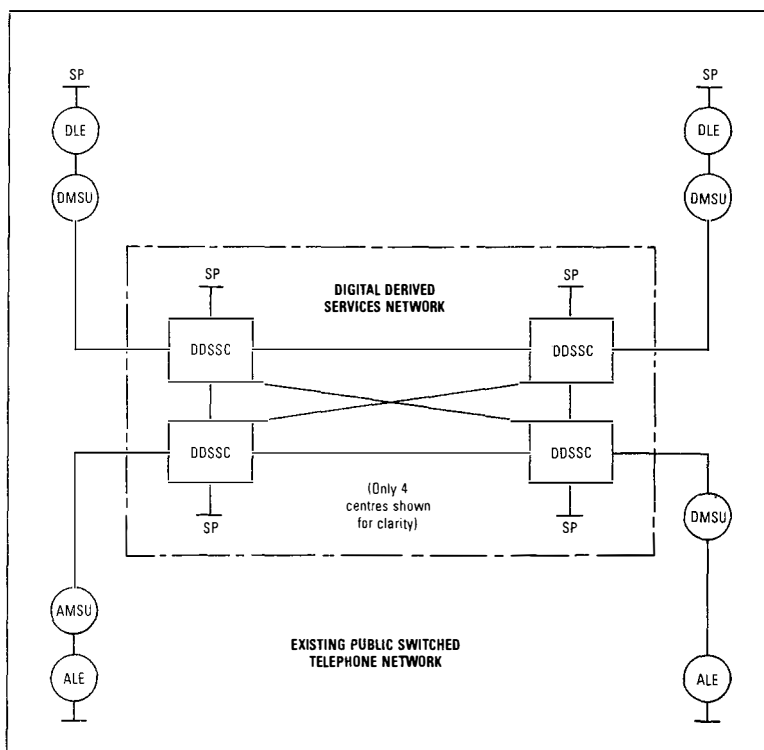 SP
SP
DLE
DLE
DMSU
DMSU
SP
DIGITAL DERIVED
SERVICES NETWORK
SP
DDSSC
DDSSC
DDSSC
DDSSC
SP
(Only 4
centres shown
for clarity)
SP
DMSU
AMSU
EXISTING PUBLIC SWITCHED
TELEPHONE NETWORK
ALE
ALE